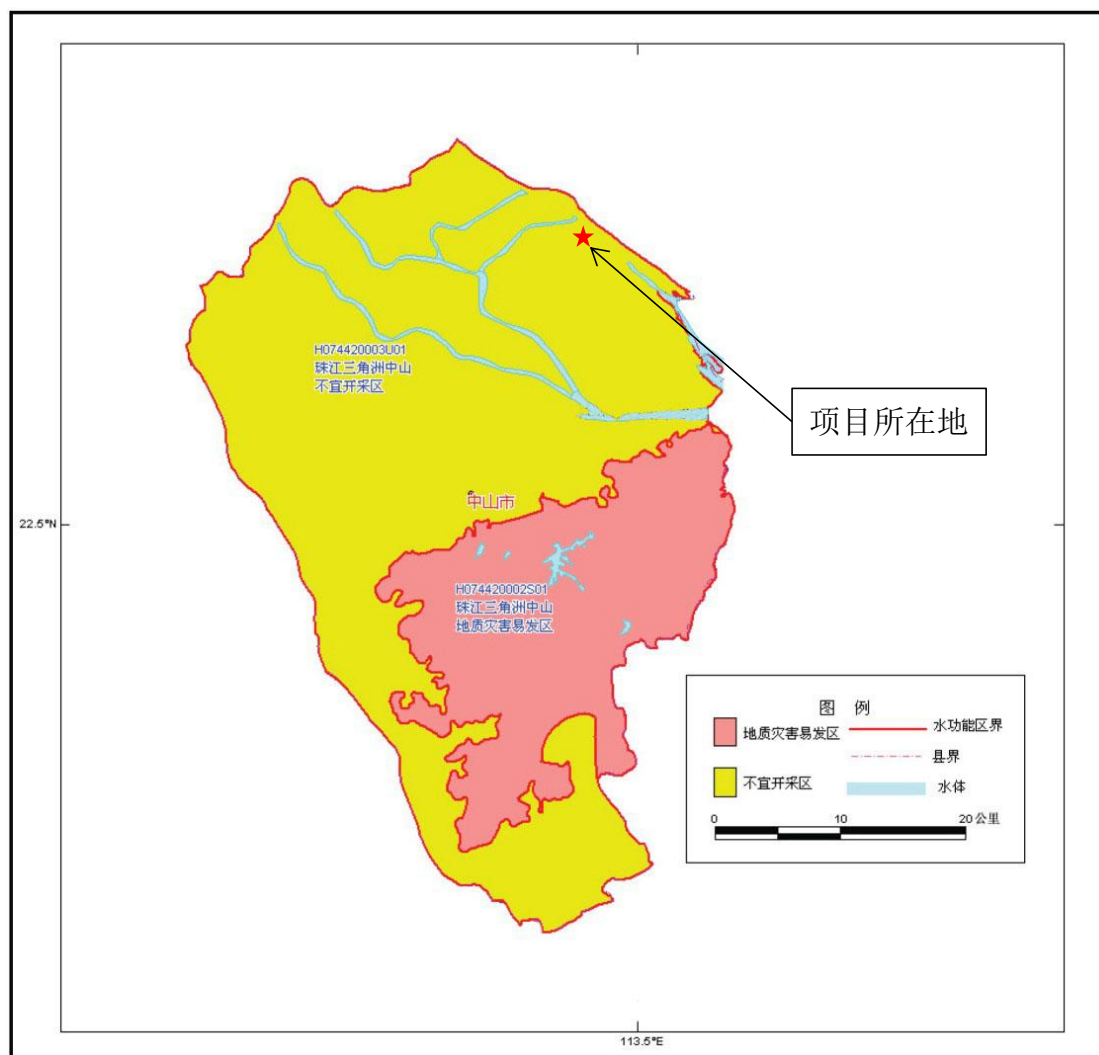 H074420003U01
珠江三角洲中山
不宜开采区
项目所在地
中山市
22.5°N
H074420002S01
珠江三角洲中山
地质灾害易发区
图 例
地质灾害易发区
水功能区界
县界
不宜开采区
水体
0 10 20公里
113.5°E